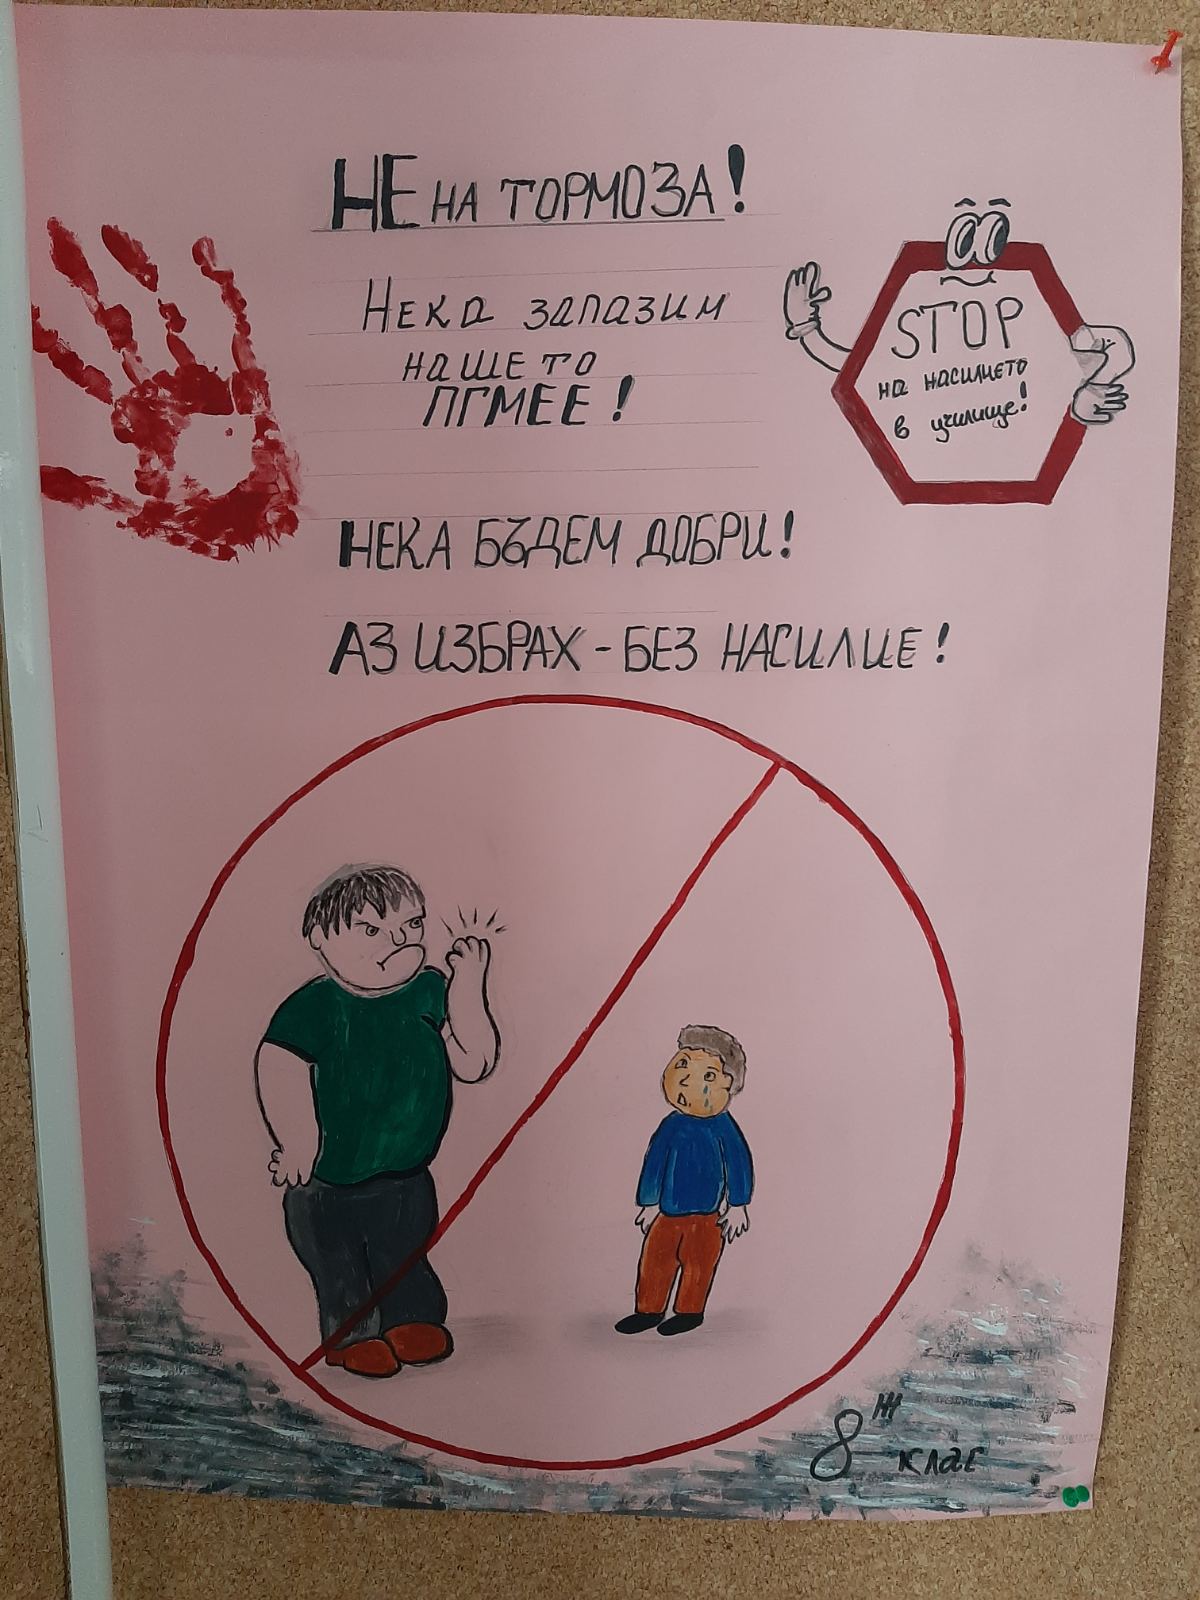 НЕ НА ТОРМОЗА!
Нека запазим
нашето
ПГМЕЕ!
STOP
на насилието
в училище!
НЕКА БЪДЕМ ДОБРИ!
АЗ ИЗБРАХ - БЕЗ НАСИЛИЕ!
8 Ж клас